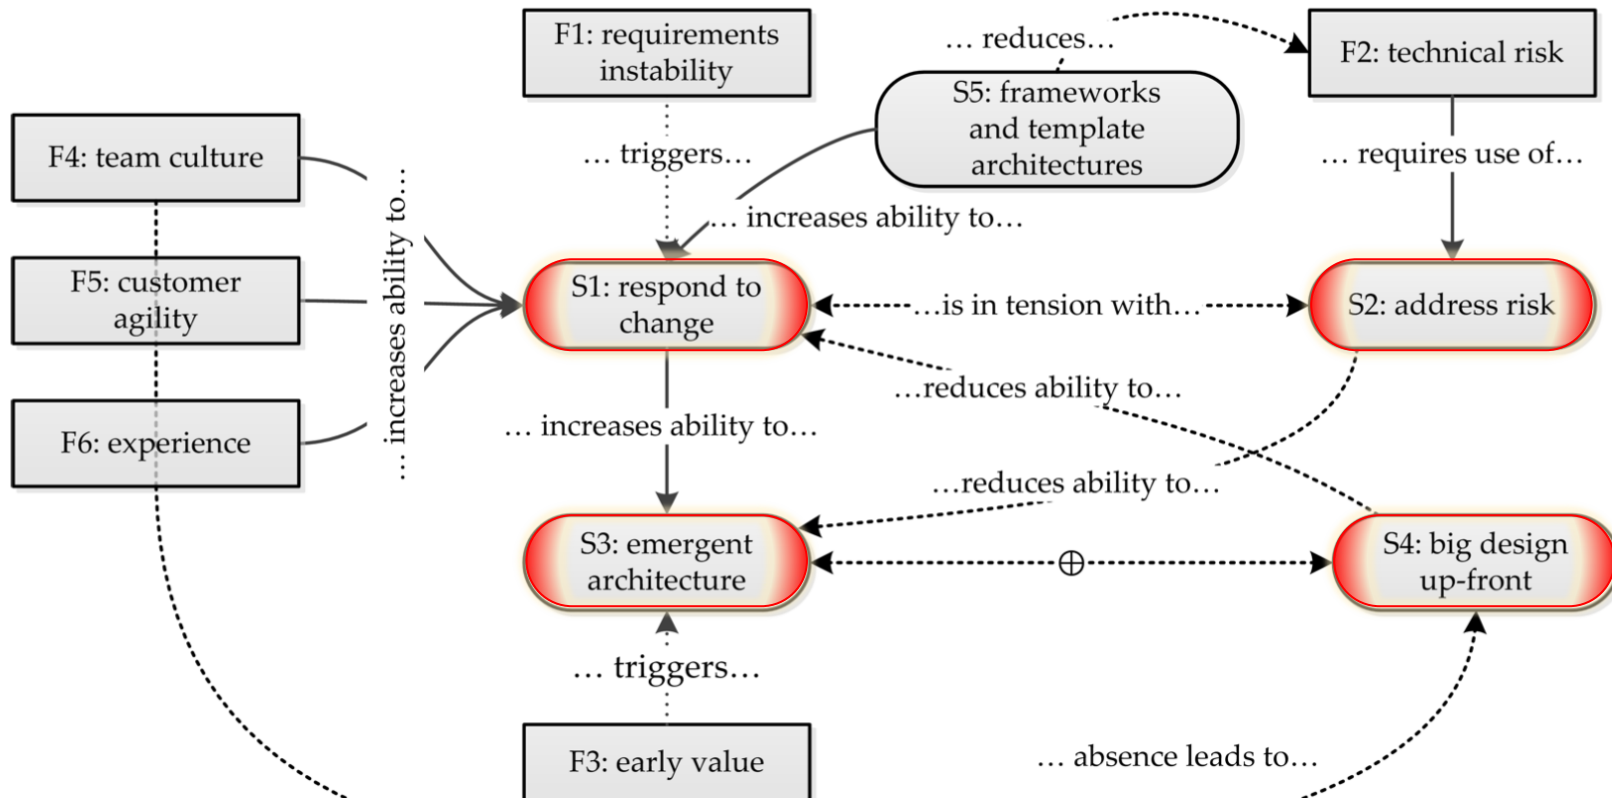 F1: requirements
instability
… reduces…
F2: technical risk
S5: frameworks
and template
architectures
F4: team culture
… triggers…
… requires use of…
… increases ability to…
… increases ability to…
F5: customer
agility
S1: respond to
change
…is in tension with…
S2: address risk
…reduces ability to…
F6: experience
… increases ability to…
…reduces ability to…
S3: emergent
architecture
S4: big design
up-front
… triggers…
F3: early value
… absence leads to…